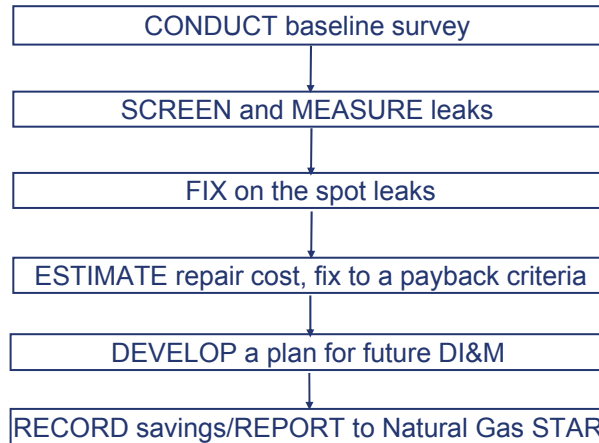 CONDUCT baseline survey
SCREEN and MEASURE leaks
FIX on the spot leaks
ESTIMATE repair cost, fix to a payback criteria
DEVELOP a plan for future DI&M
RECORD savings/REPORT to Natural Gas STAR